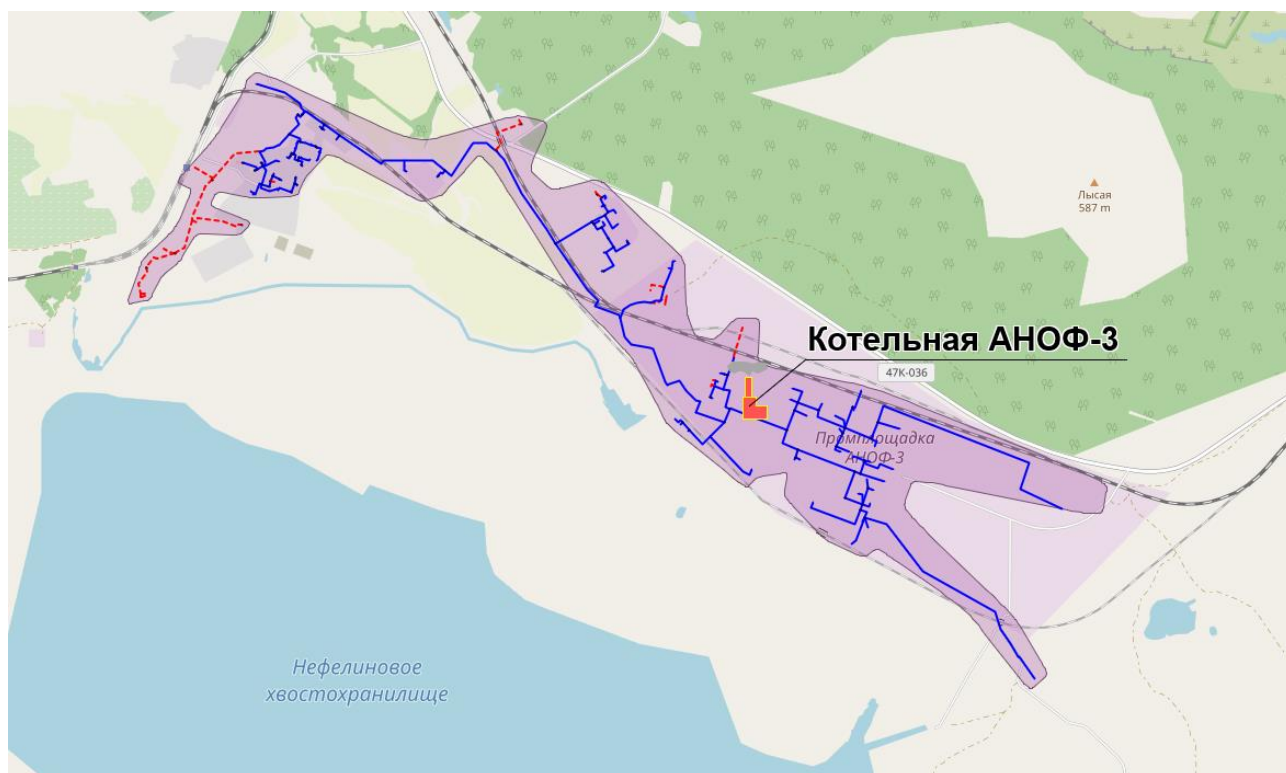 Лысая
587 m
Котельная АНОФ-3
47К-036
Промплощадка
АНОФ-3
Нефелиновое
хвостохранилище